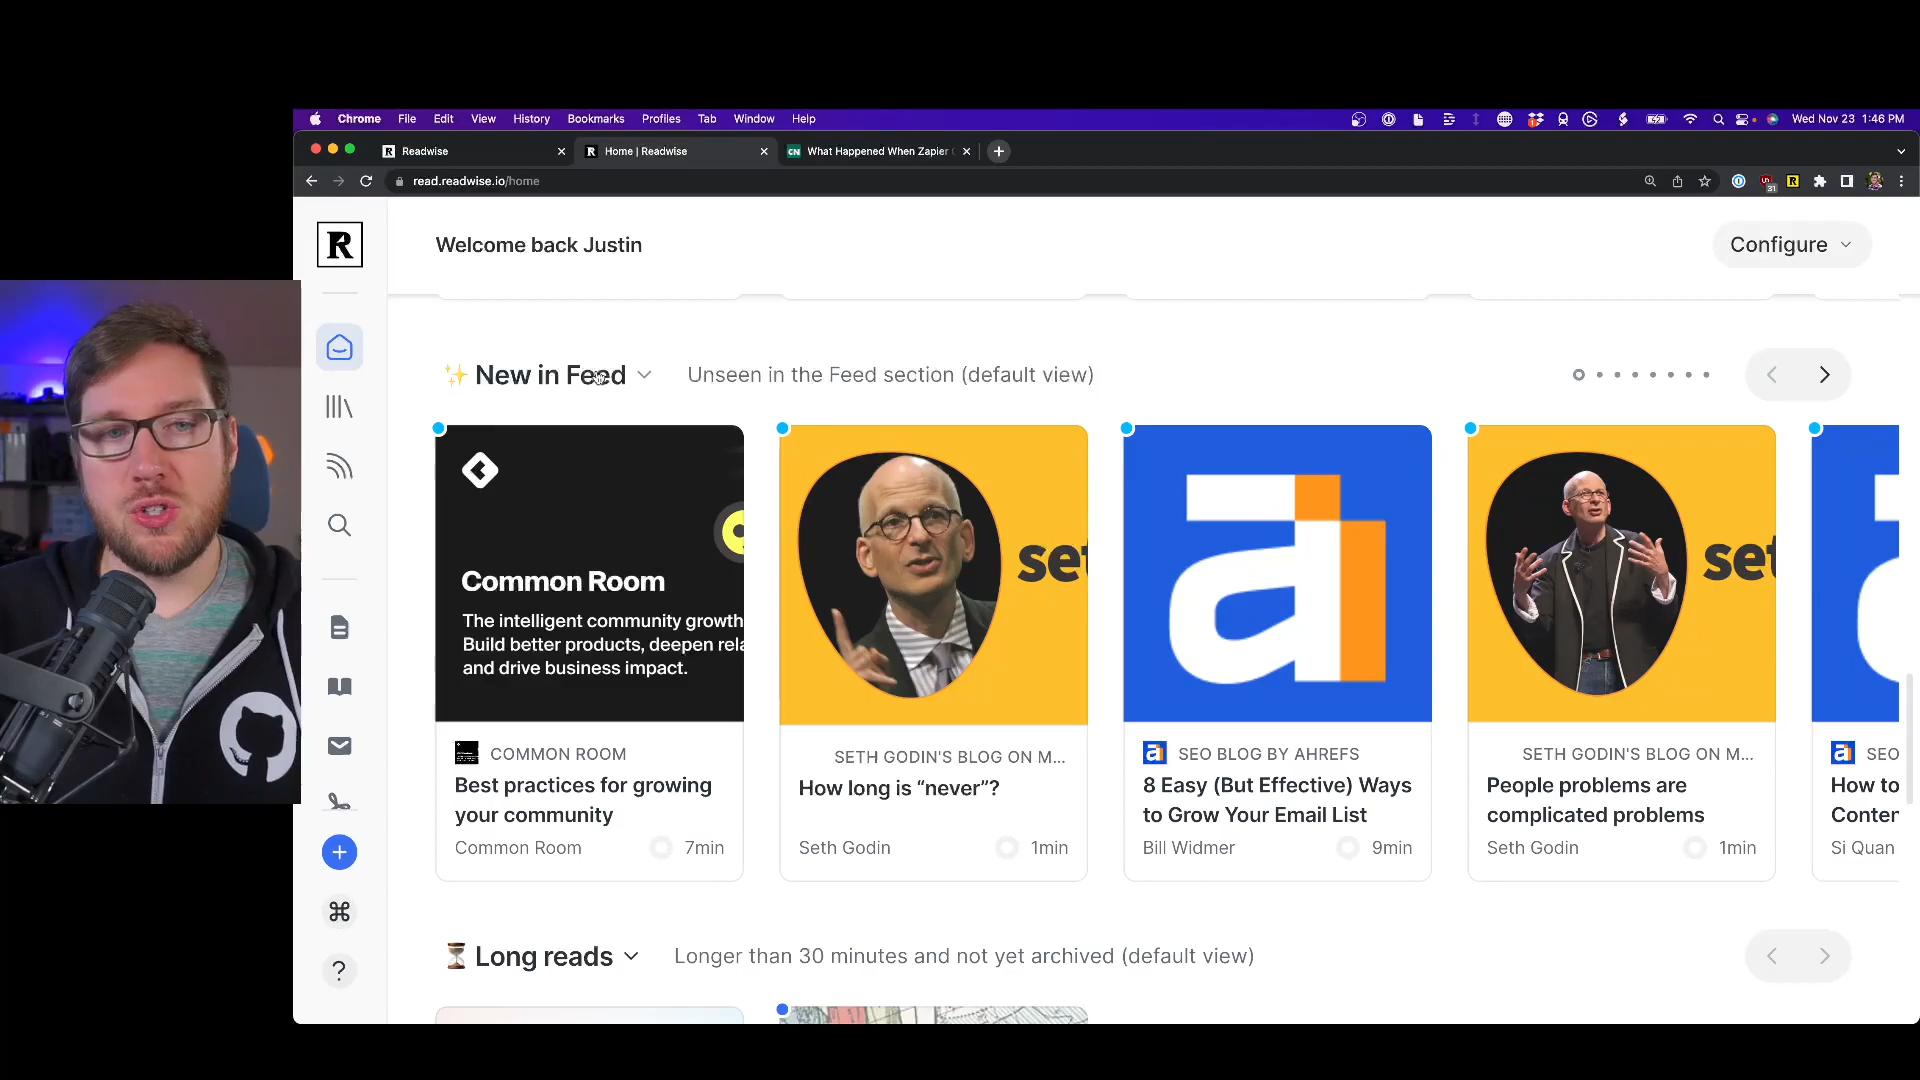 Chrome File Edit View History Bookmarks Profiles Tab Window Help
Wed Nov 23 1:46 PM
Readwise
Home | Readwise
CN What Happened When Zapier
read.readwise.io/home
31
R
Welcome back Justin
Configure
✨ New in Feed
Unseen in the Feed section (default view)
Common Room
The intelligent community growth
Build better products, deepen rela
and drive business impact.
set
a
set
COMMON ROOM
Best practices for growing
your community
Common Room
7min
SETH GODIN'S BLOG ON M...
How long is “never”?
Seth Godin
1min
a SEO BLOG BY AHREFS
8 Easy (But Effective) Ways
to Grow Your Email List
Bill Widmer
9min
SETH GODIN'S BLOG ON M...
People problems are
complicated problems
Seth Godin
1min
a SEO
How to
Conten
Si Quan
⏳ Long reads
Longer than 30 minutes and not yet archived (default view)